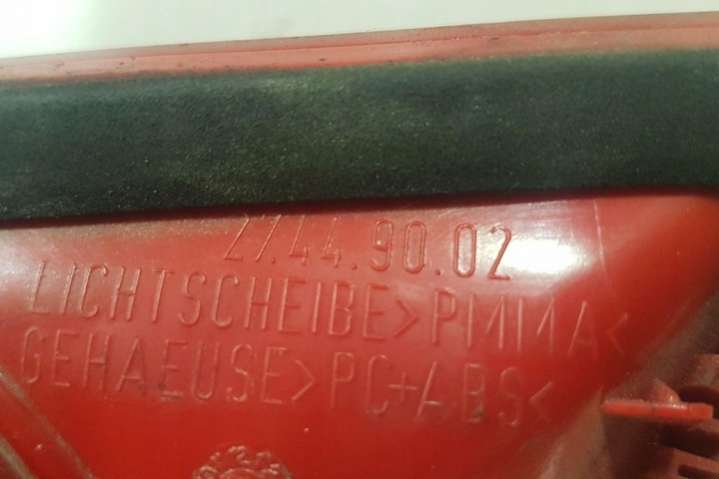 27.44.90.02
LICHTSCHEIBE>PMMA<
GEHAEUSE>PC+ABS<